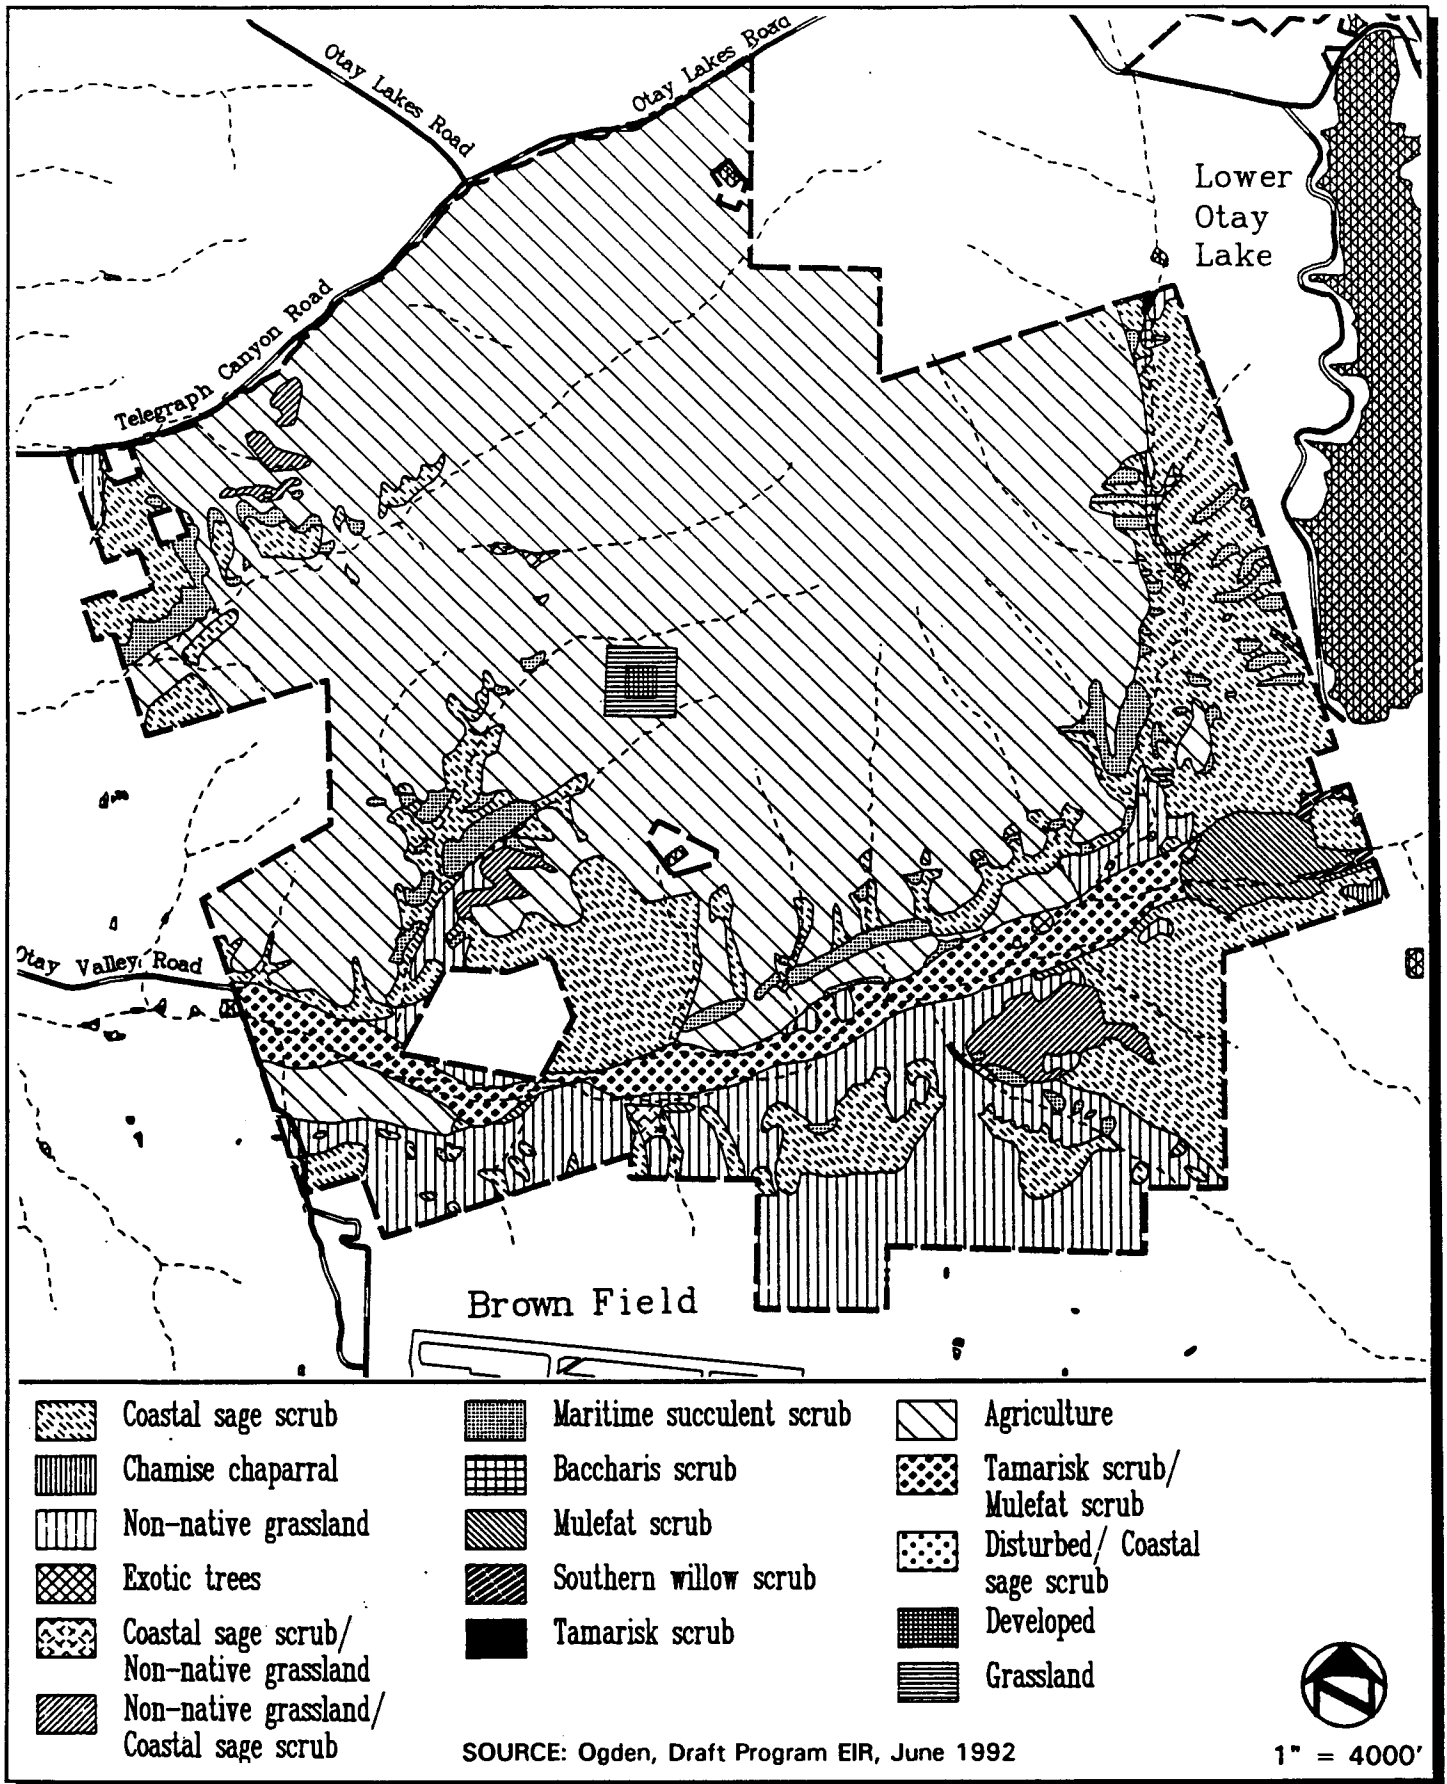 Otay Lakes Road
Otay Lakes Road
Lower
Otay
Lake
Telegraph Canyon Road
Otay Valley Road
Brown Field
Coastal sage scrub
Chamise chaparral
Non-native grassland
Exotic trees
Coastal sage scrub/
Non-native grassland
Non-native grassland/
Coastal sage scrub
Maritime succulent scrub
Baccharis scrub
Mulefat scrub
Southern willow scrub
Tamarisk scrub
Agriculture
Tamarisk scrub/
Mulefat scrub
Disturbed/ Coastal
sage scrub
Developed
Grassland
SOURCE: Ogden, Draft Program EIR, June 1992
1" = 4000'